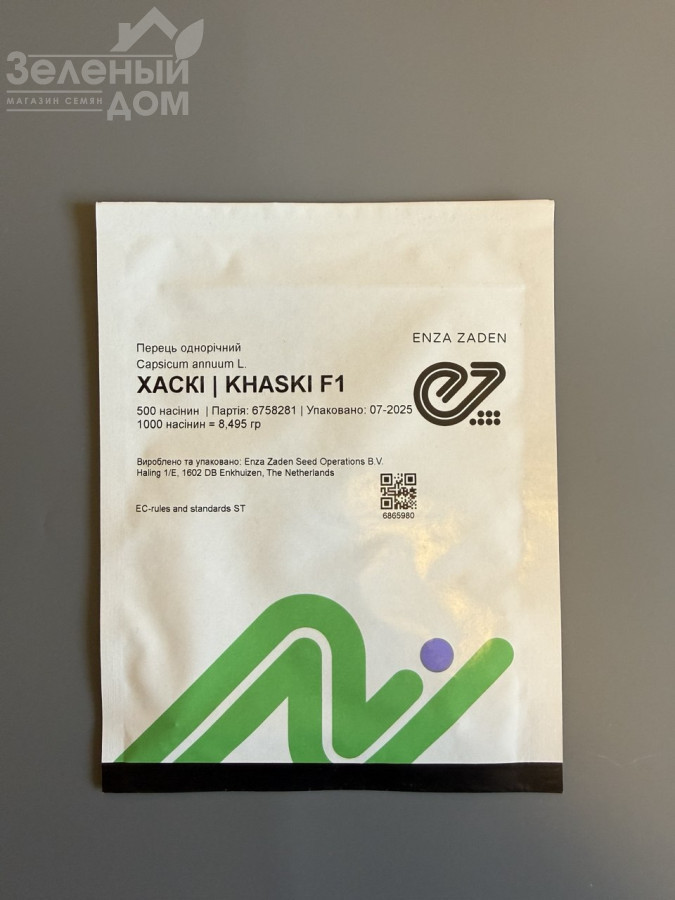 Зеленый
МАГАЗИН СЕМЯН ДОМ
ENZA ZADEN
Перець однорічний
Capsicum annuum L.
ХАСКІ | KHASKI F1
500 насінин | Партія: 6758281 | Упаковано: 07-2025
1000 насінин = 8,495 гр
Вироблено та упаковано: Enza Zaden Seed Operations B.V.
Haling 1/E, 1602 DB Enkhuizen, The Netherlands
6865980
EC-rules and standards ST